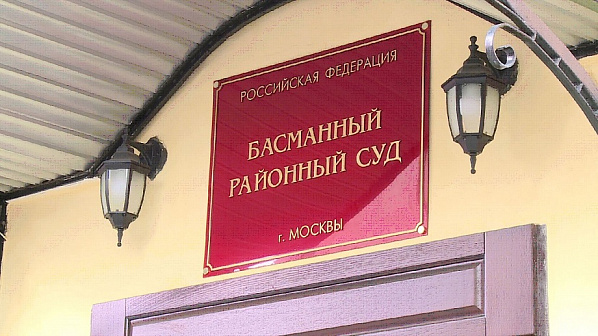 РОССИЙСКАЯ ФЕДЕРАЦИЯ
БАСМАННЫЙ
РАЙОННЫЙ СУД
г. МОСКВЫ